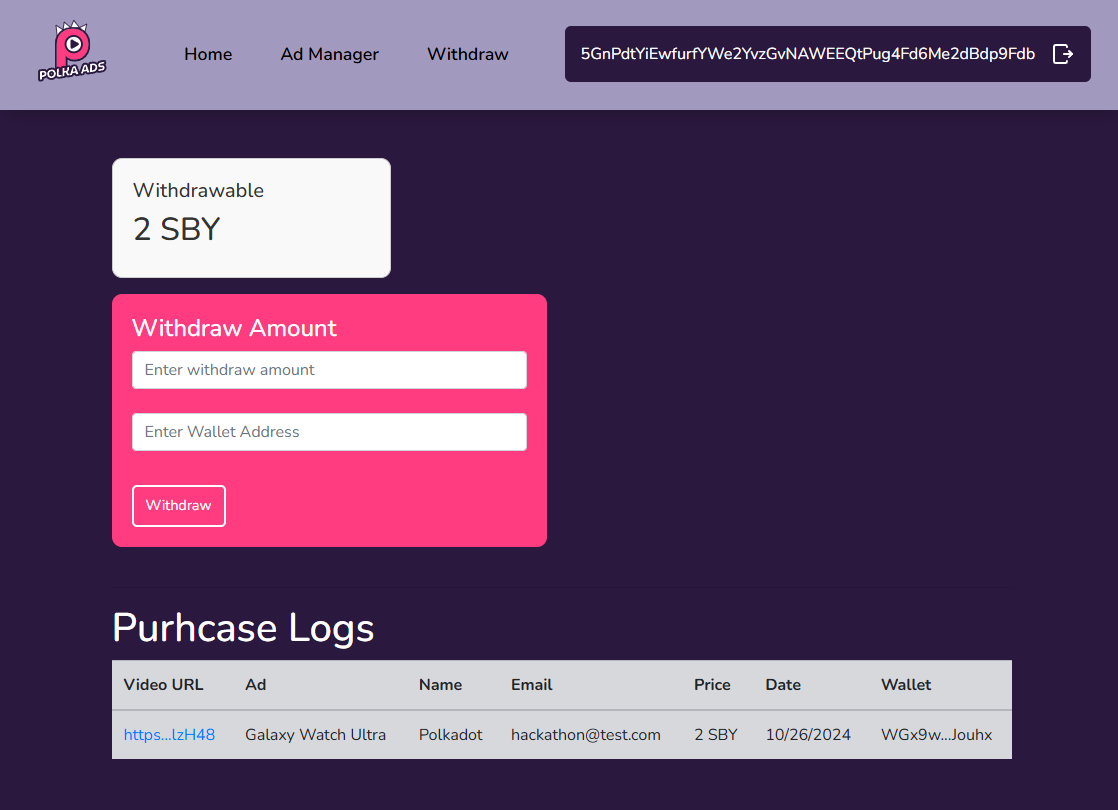 POLKA ADS
Home Ad Manager Withdraw 5GnPdtYiEwfurfYWe2YvzGvNAWEEQtPug4Fd6Me2dBdp9Fdb
Withdrawable
2 SBY
Withdraw Amount
Enter withdraw amount
Enter Wallet Address
Withdraw
Purhcase Logs
Video URL Ad Name Email Price Date Wallet
https...lzH48 Galaxy Watch Ultra Polkadot hackathon@test.com 2 SBY 10/26/2024 WGx9w...Jouhx